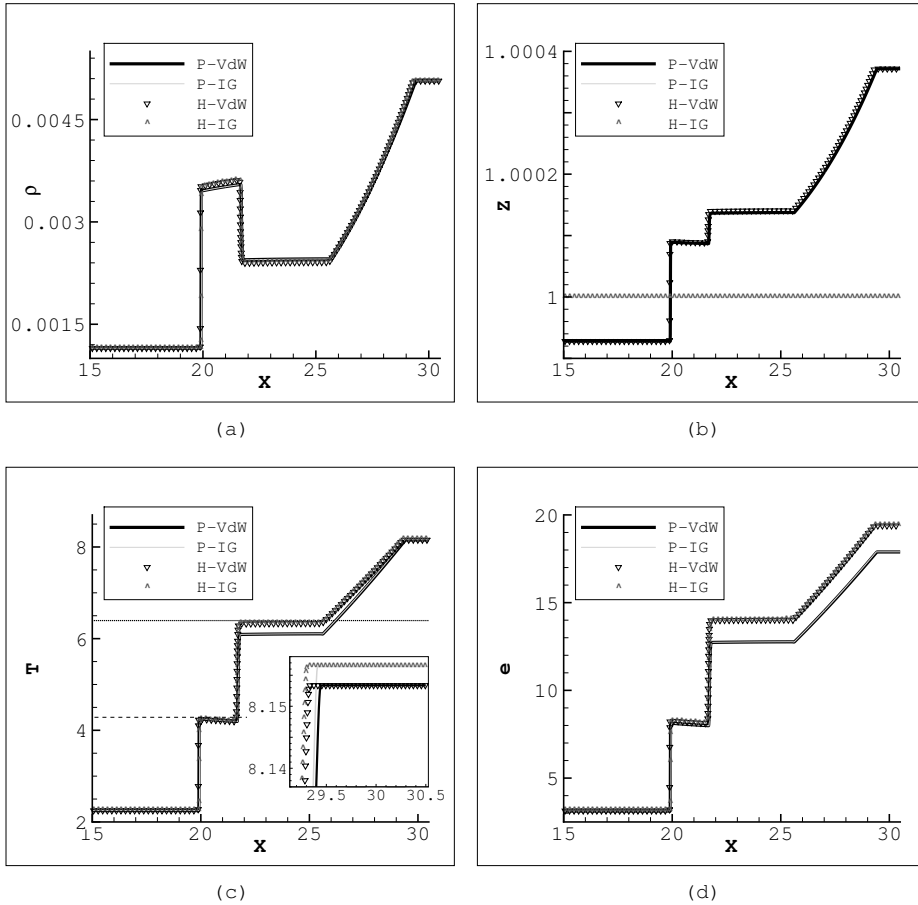 P-VdW
P-IG
H-VdW
H-IG
0.0045
0.003
0.0015
ρ
15 20 25 30
x
(a)
P-VdW
P-IG
H-VdW
H-IG
1.0004
1.0002
1
z
15 20 25 30
x
(b)
P-VdW
P-IG
H-VdW
H-IG
8
6
4
2
T
8.15
8.14
29.5 30 30.5
15 20 25 30
x
(c)
P-VdW
P-IG
H-VdW
H-IG
20
15
10
5
e
15 20 25 30
x
(d)